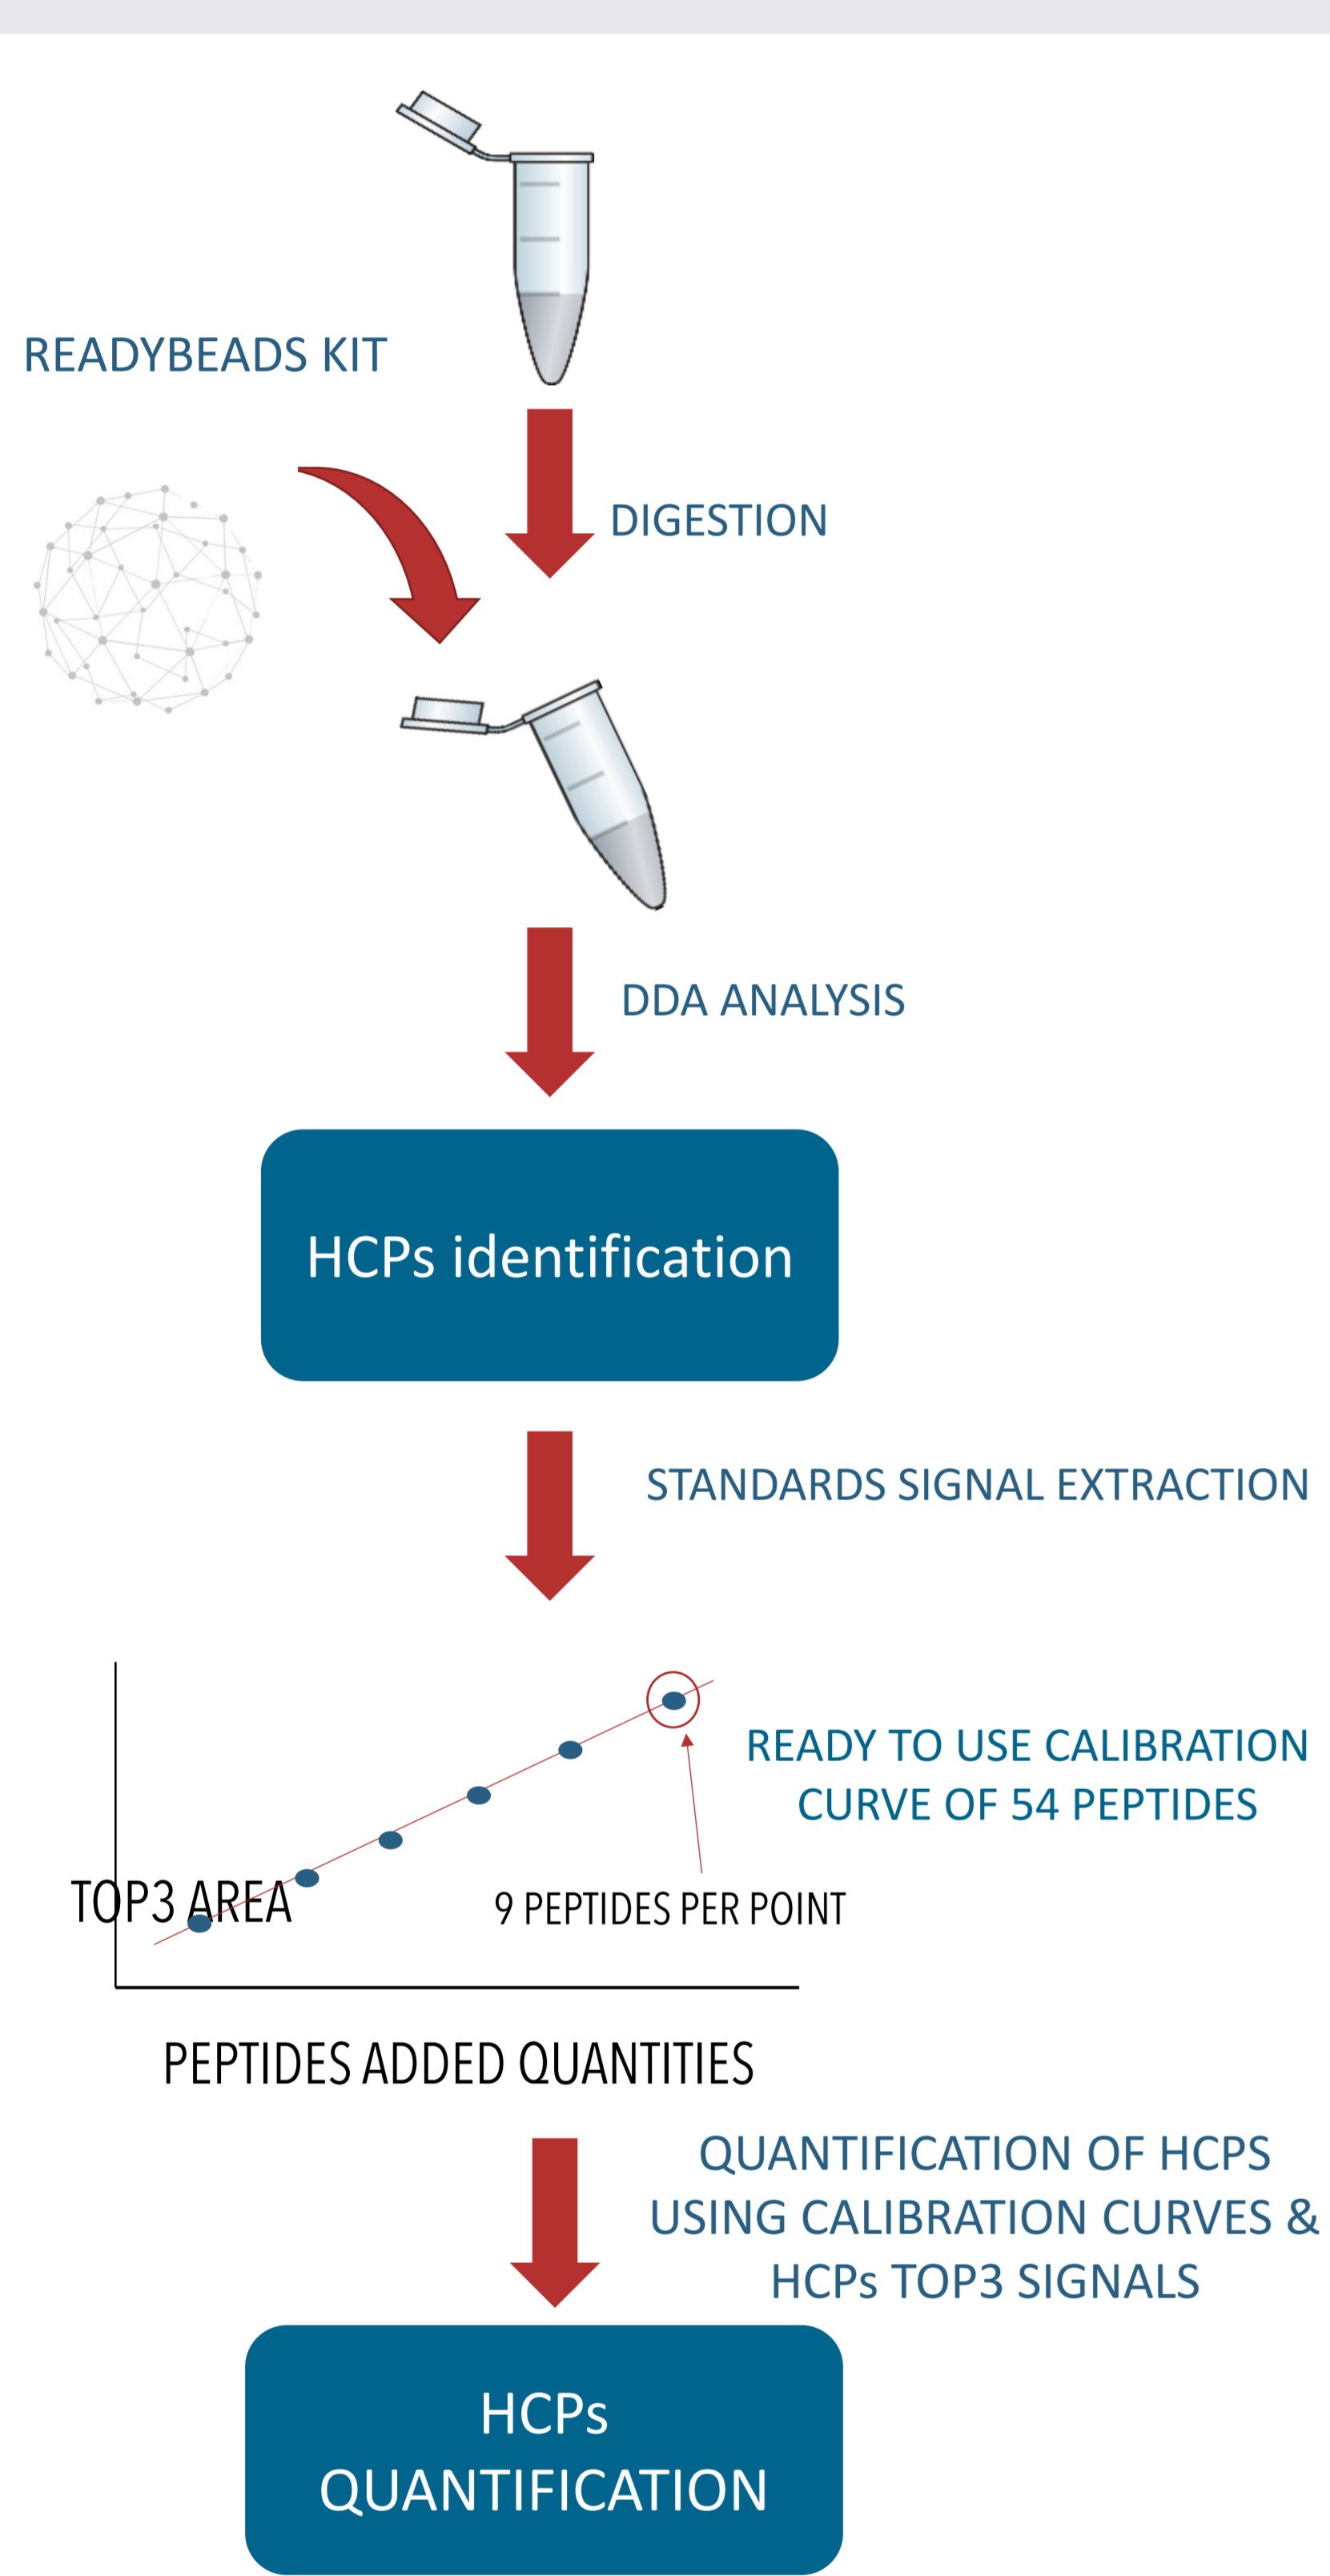 READYBEADS KIT
DIGESTION
DDA ANALYSIS
HCPs identification
STANDARDS SIGNAL EXTRACTION
READY TO USE CALIBRATION
CURVE OF 54 PEPTIDES
TOP3 AREA
9 PEPTIDES PER POINT
PEPTIDES ADDED QUANTITIES
QUANTIFICATION OF HCPS
USING CALIBRATION CURVES &
HCPs TOP3 SIGNALS
HCPs
QUANTIFICATION